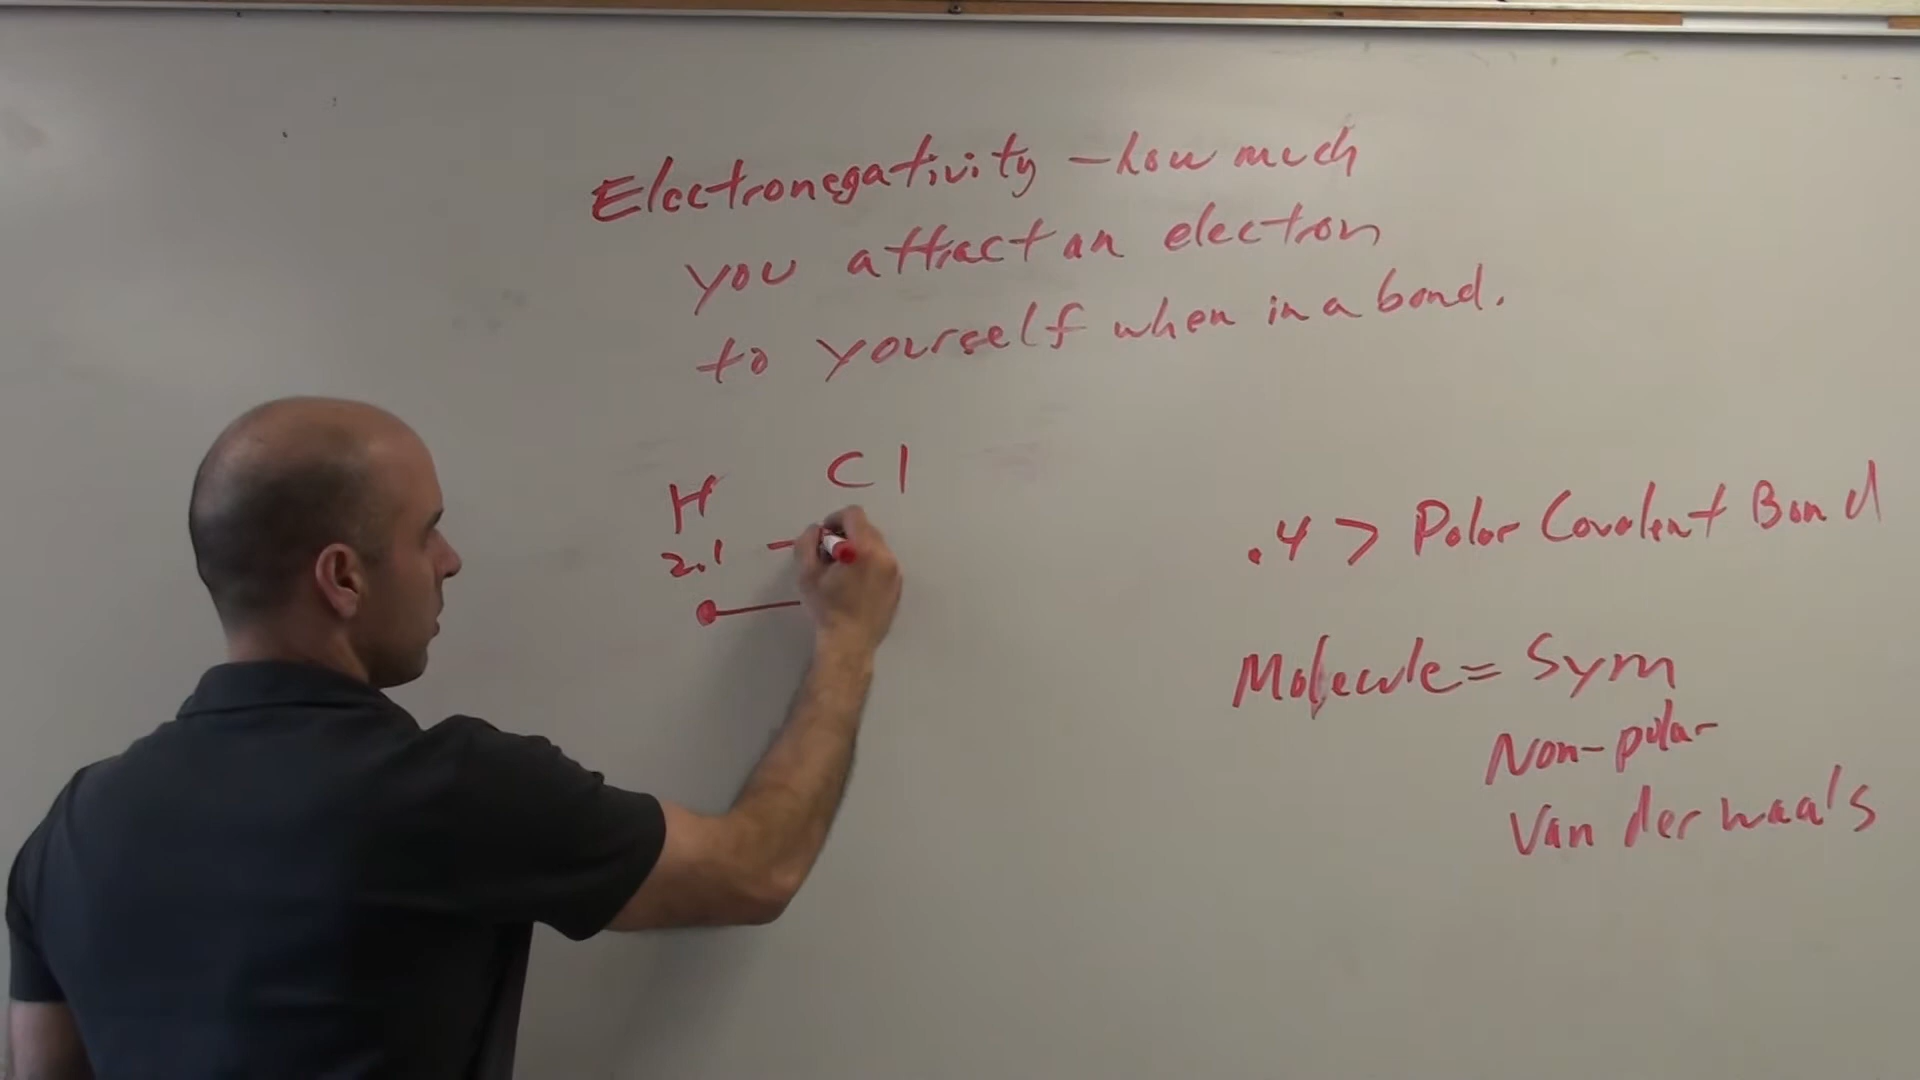 Electronegativity - how much
you attract an electron
to yourself when in a bond.
H Cl
2.1 -
.4 > Polar Covalent Bond
Molecule = Sym
Non-polar
Van der waal's